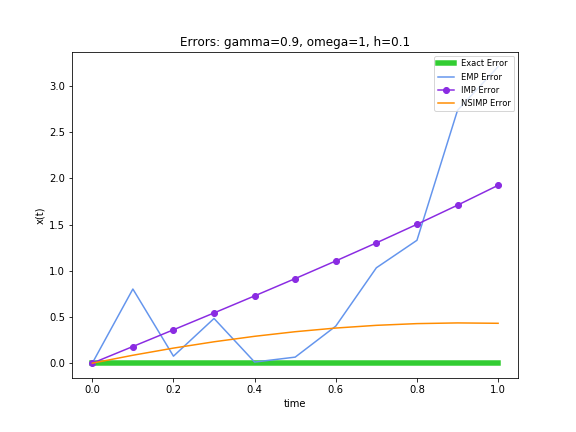 Errors: gamma=0.9, omega=1, h=0.1
Exact Error
EMP Error
IMP Error
NSIMP Error
x(t)
3.0
2.5
2.0
1.5
1.0
0.5
0.0
0.0 0.2 0.4 0.6 0.8 1.0
time